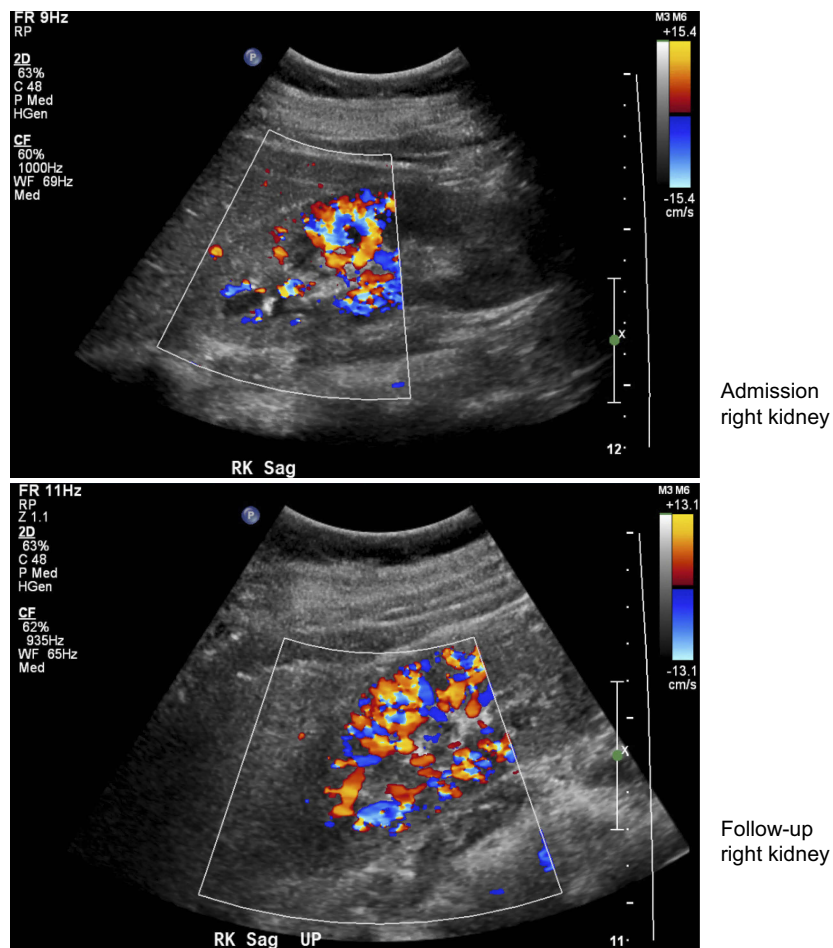 FR 9Hz
RP
2D
63%
C 48
P Med
HGen
CF
60%
1000Hz
WF 69Hz
Med
P
M3 M6
+15.4
-15.4
cm/s
x
12
RK Sag
Admission
right kidney
FR 11Hz
RP
Z 1.1
2D
63%
C 48
P Med
HGen
CF
62%
935Hz
WF 65Hz
Med
P
M3 M6
+13.1
-13.1
cm/s
x
11
RK Sag UP
Follow-up
right kidney